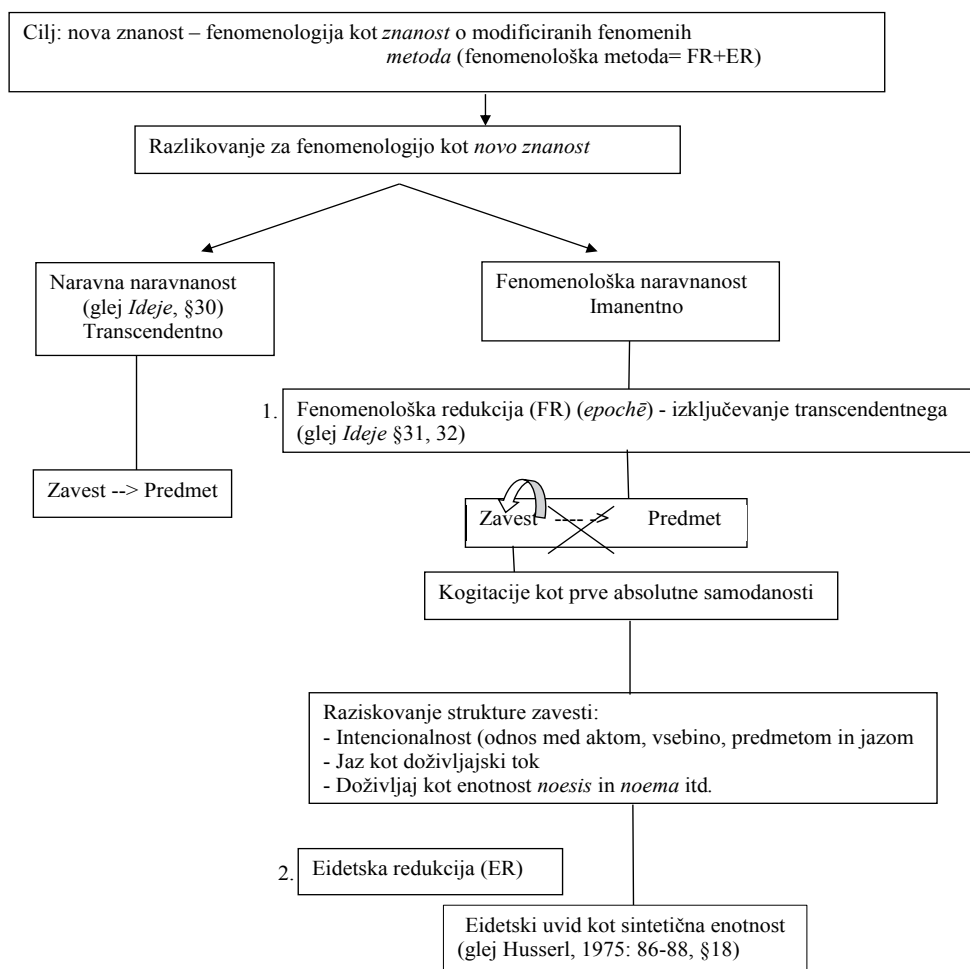 Cilj: nova znanost – fenomenologija kot znanost o modificiranih fenomenih
metoda (fenomenološka metoda= FR+ER)
Razlikovanje za fenomenologijo kot novo znanost
Naravna naravnanost
(glej Ideje, §30)
Transcendentno
Fenomenološka naravnanost
Imanentno
1. Fenomenološka redukcija (FR) (epochē) - izključevanje transcendentnega
(glej Ideje §31, 32)
Zavest --> Predmet
Zavest ----> Predmet
Kogitacije kot prve absolutne samodanosti
Raziskovanje strukture zavesti:
- Intencionalnost (odnos med aktom, vsebino, predmetom in jazom
- Jaz kot doživljajski tok
- Doživljaj kot enotnost noesis in noema itd.
2. Eidetska redukcija (ER)
Eidetski uvid kot sintetična enotnost
(glej Husserl, 1975: 86-88, §18)